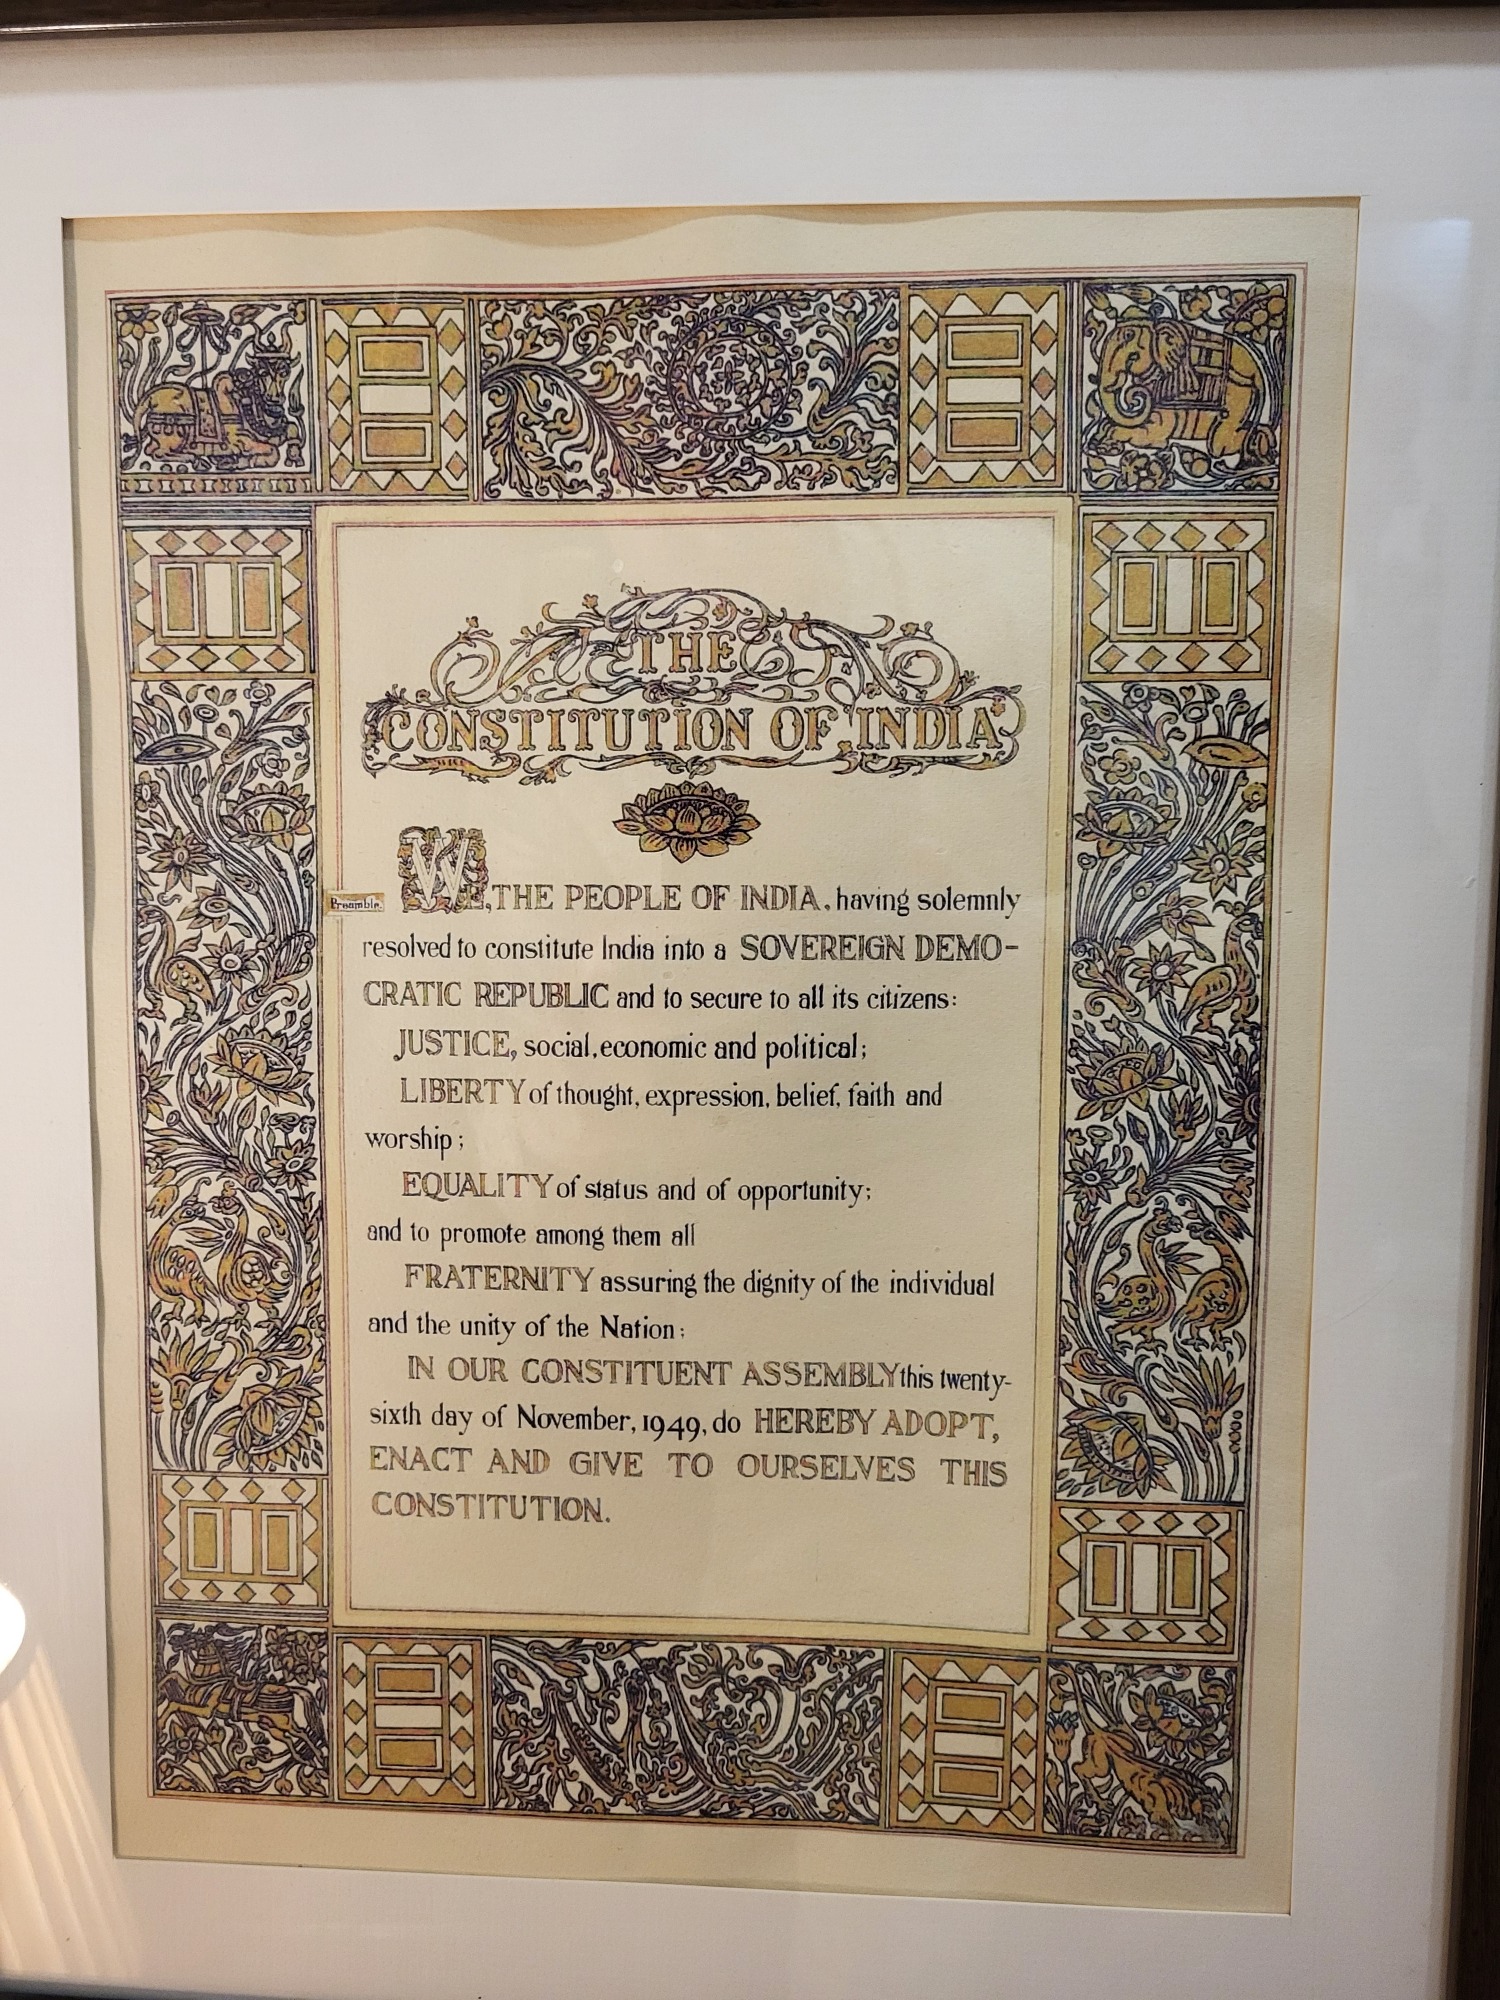 THE
CONSTITUTION OF INDIA
Preamble.
WE, THE PEOPLE OF INDIA, having solemnly
resolved to constitute India into a SOVEREIGN DEMO-
CRATIC REPUBLIC and to secure to all its citizens:
JUSTICE, social, economic and political;
LIBERTY of thought, expression, belief, faith and
worship;
EQUALITY of status and of opportunity;
and to promote among them all
FRATERNITY assuring the dignity of the individual
and the unity of the Nation;
IN OUR CONSTITUENT ASSEMBLY this twenty-
sixth day of November, 1949, do HEREBY ADOPT,
ENACT AND GIVE TO OURSELVES THIS
CONSTITUTION.